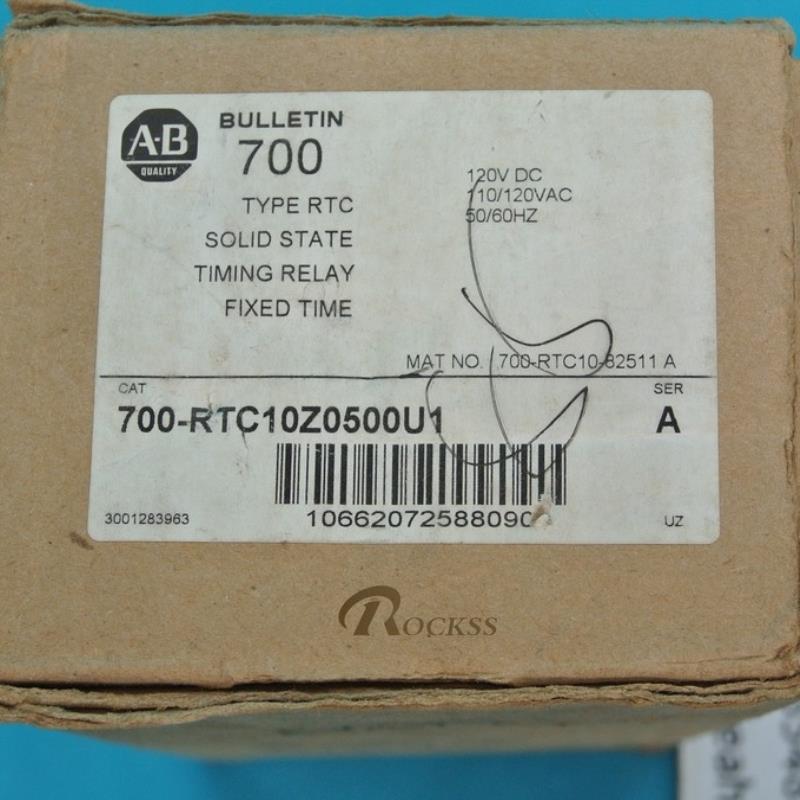 A-B
QUALITY
BULLETIN
700
TYPE RTC
SOLID STATE
TIMING RELAY
FIXED TIME
120V DC
110/120VAC
50/60HZ
MAT NO. 700-RTC10-82511 A
CAT
SER
700-RTC10Z0500U1
A
3001283963
UZ
ROCKSS